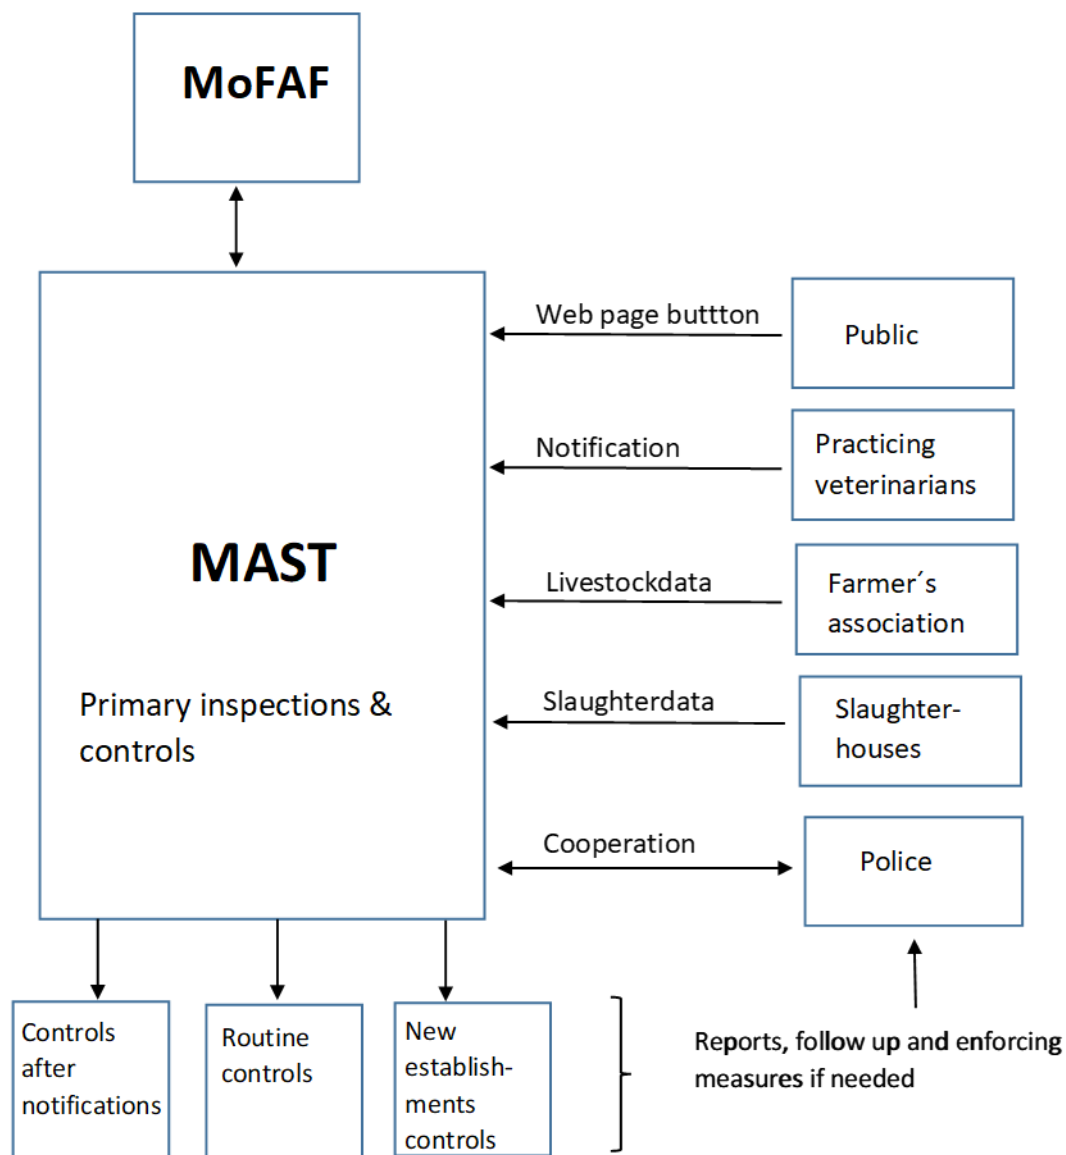 MoFAF
Web page buttton
Public
Notification
Practicing
veterinarians
MAST
Livestockdata
Farmer´s
association
Primary inspections &
controls
Slaughterdata
Slaughter-
houses
Cooperation
Police
Controls
after
notifications
Routine
controls
New
establish-
ments
controls
Reports, follow up and enforcing
measures if needed